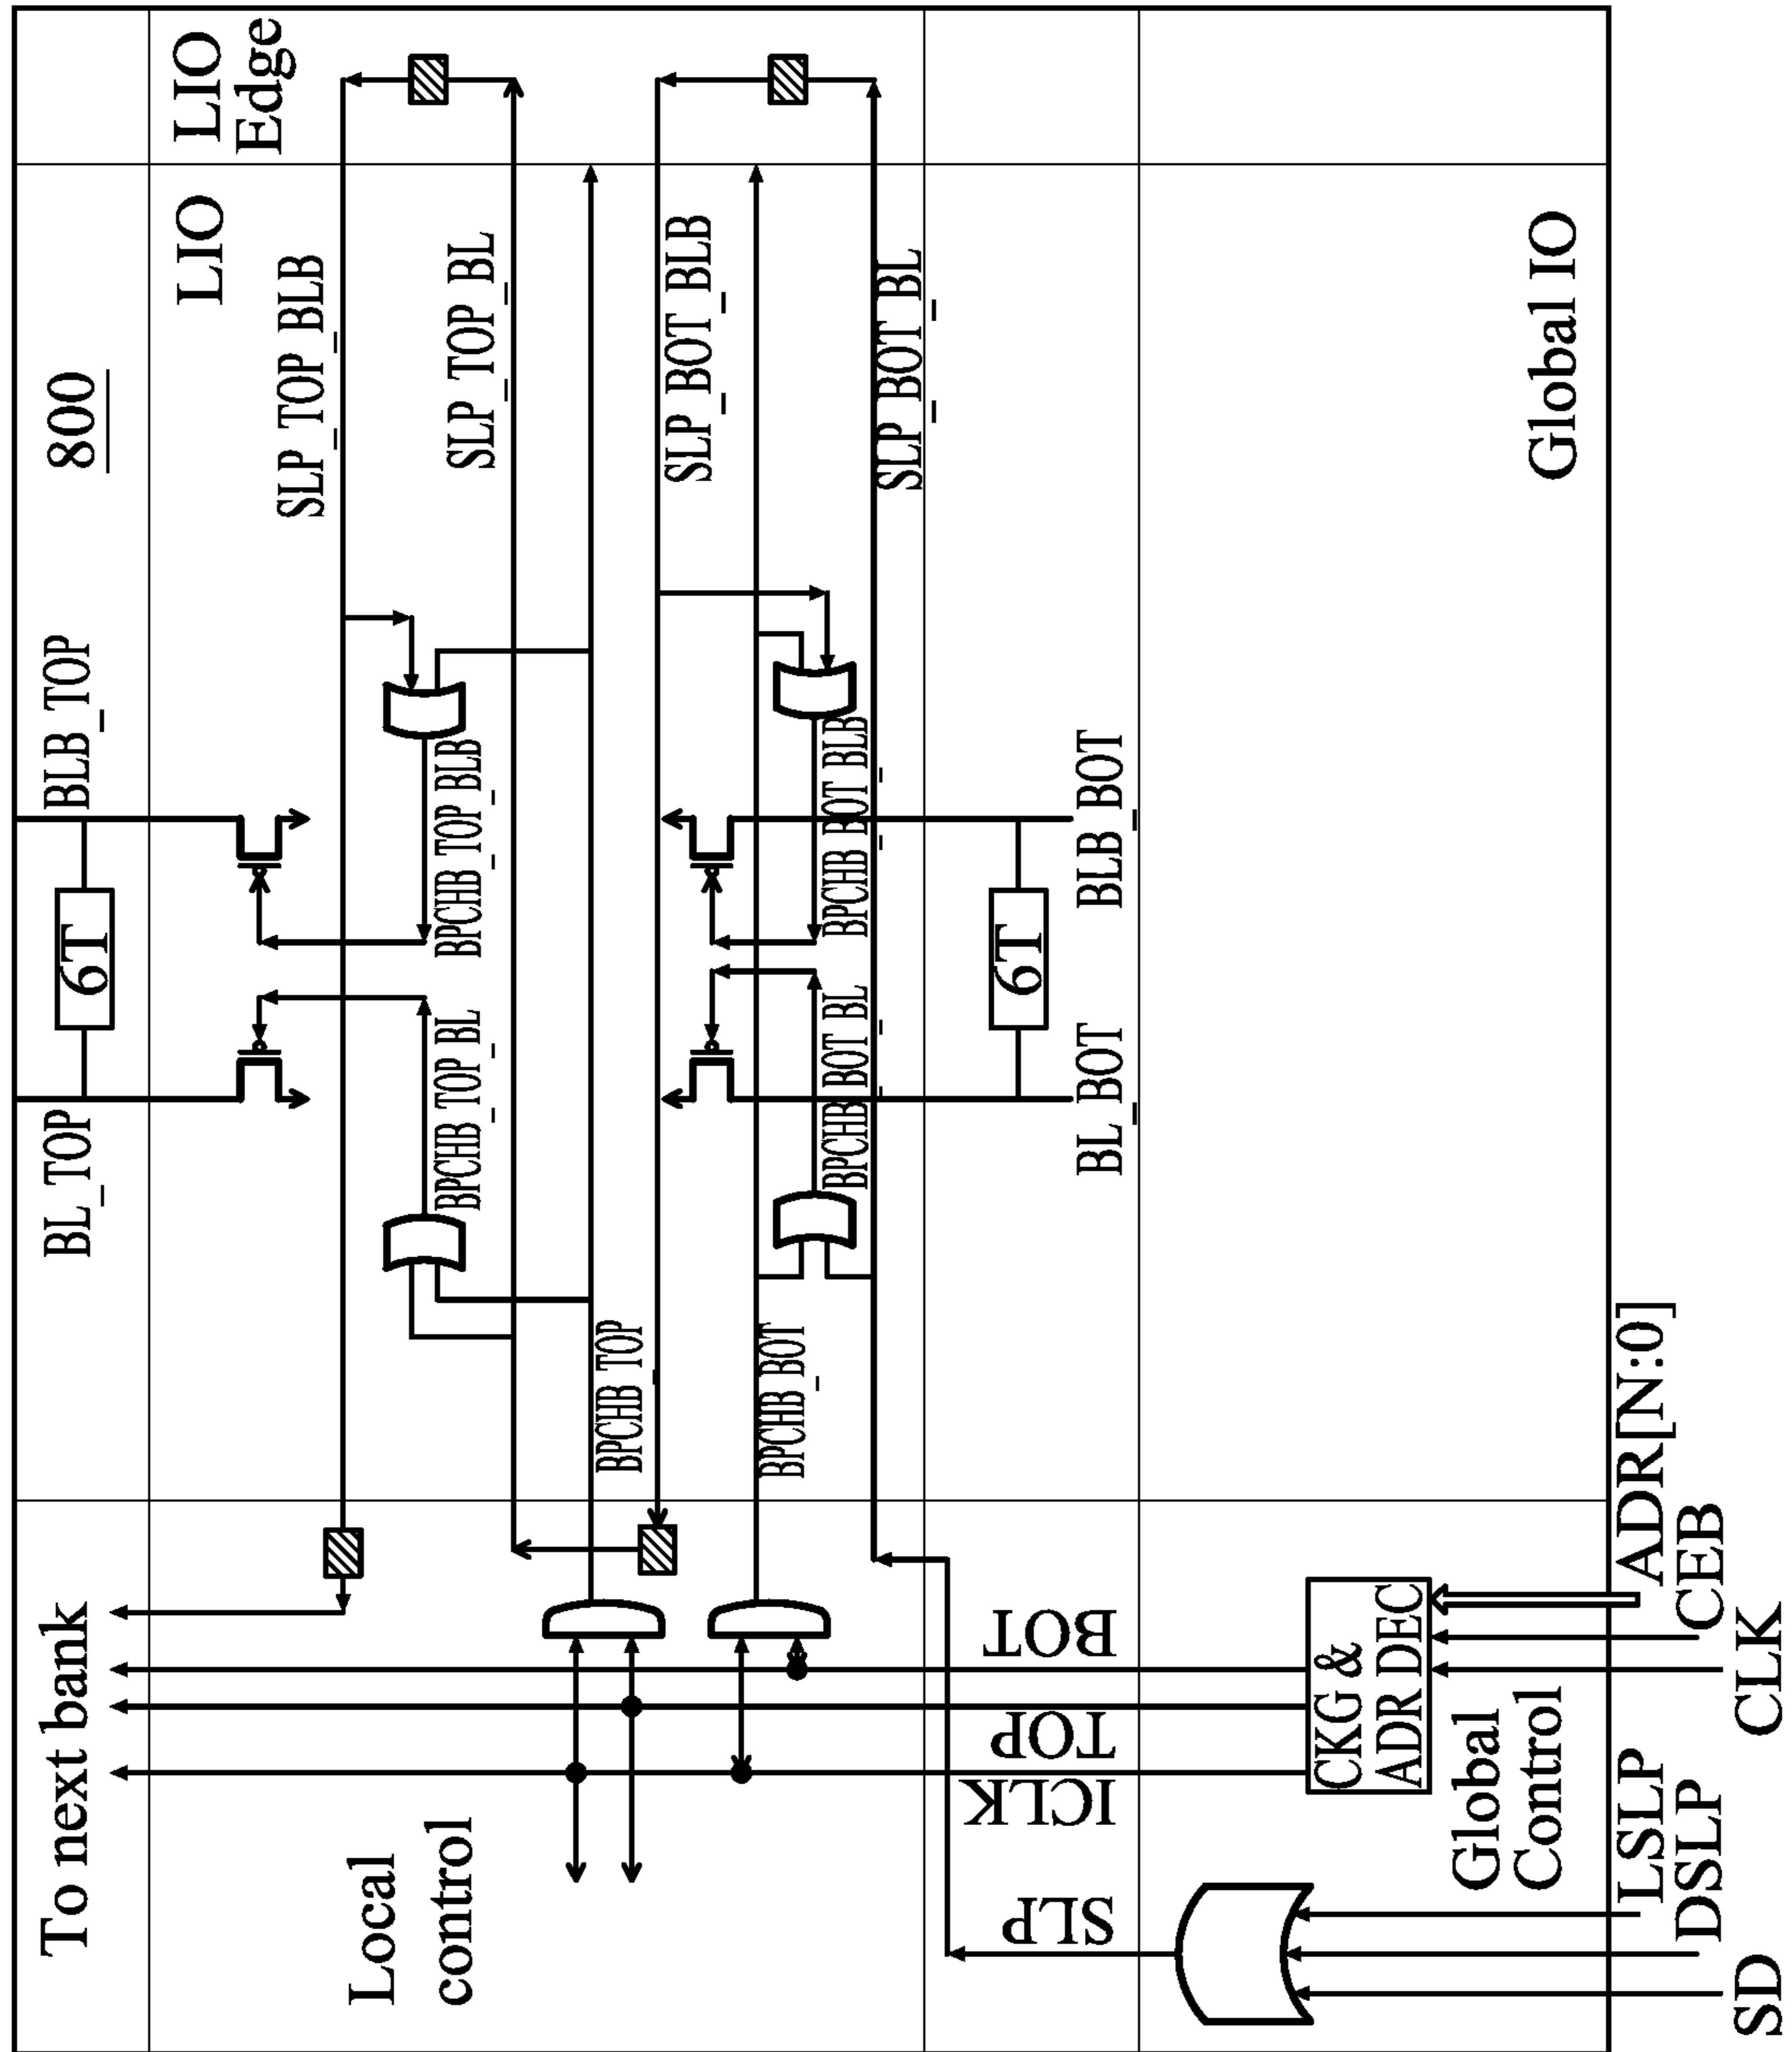 800
LIO
Edge
LIO
SLP_TOP_BLB
SLP_TOP_BL
SLP_BOT_BLB
SLP_BOT_BL
Global IO
BLB_TOP
6T
BL_TOP
BPCHB_TOP_BLB
BPCHB_TOP_BL
BPCHB_BOT_BLB
BPCHB_BOT_BL
BLB_BOT
6T
BL_BOT
BPCHB_TOP
BPCHB_BOT
To next bank
Local
control
BOT
TOP
ICLK
SLP
CKG &
ADR DEC
Global
Control
ADR[N:0]
CEB
CLK
LSLP
DSLP
SD